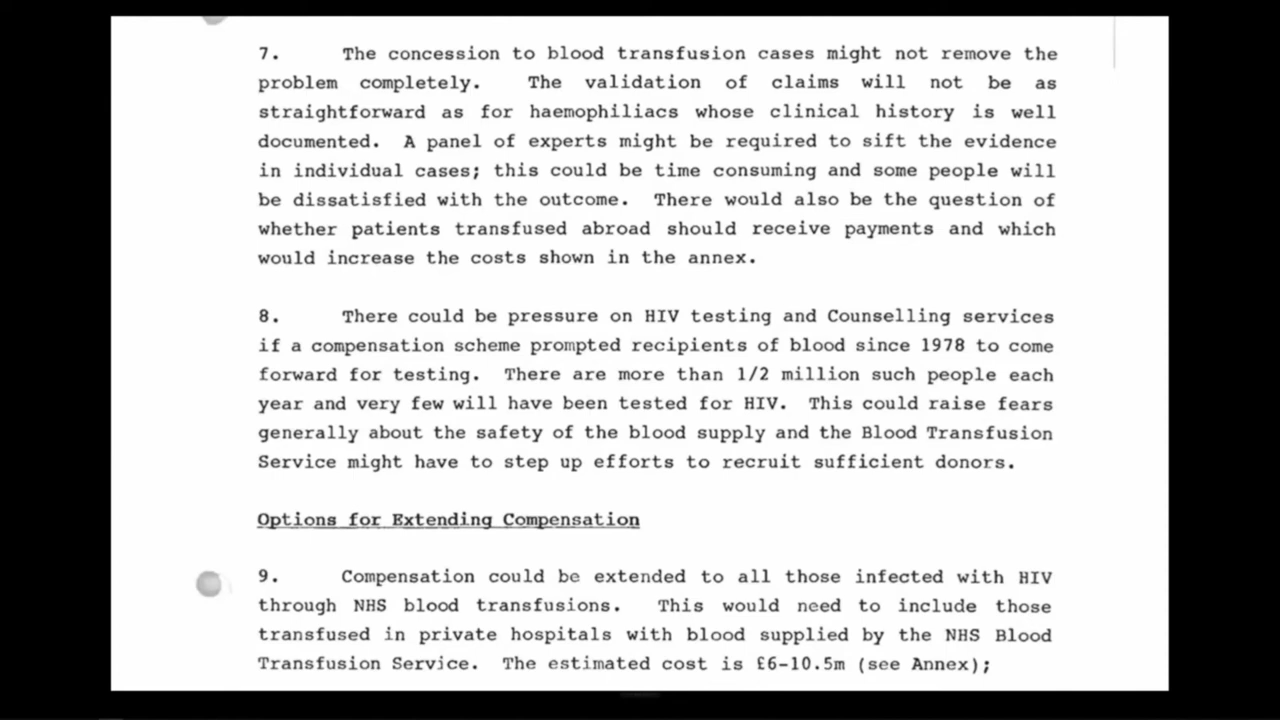 7. The concession to blood transfusion cases might not remove the
problem completely. The validation of claims will not be as
straightforward as for haemophiliacs whose clinical history is well
documented. A panel of experts might be required to sift the evidence
in individual cases; this could be time consuming and some people will
be dissatisfied with the outcome. There would also be the question of
whether patients transfused abroad should receive payments and which
would increase the costs shown in the annex.
8. There could be pressure on HIV testing and Counselling services
if a compensation scheme prompted recipients of blood since 1978 to come
forward for testing. There are more than 1/2 million such people each
year and very few will have been tested for HIV. This could raise fears
generally about the safety of the blood supply and the Blood Transfusion
Service might have to step up efforts to recruit sufficient donors.
Options for Extending Compensation
9. Compensation could be extended to all those infected with HIV
through NHS blood transfusions. This would need to include those
transfused in private hospitals with blood supplied by the NHS Blood
Transfusion Service. The estimated cost is £6-10.5m (see Annex);